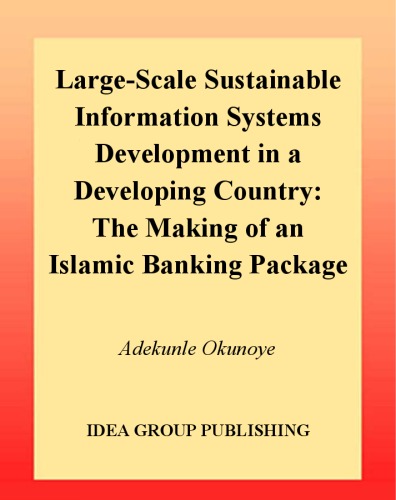 Large-Scale Sustainable
Information Systems
Development in a
Developing Country:
The Making of an
Islamic Banking Package
Adekunle Okunoye
IDEA GROUP PUBLISHING